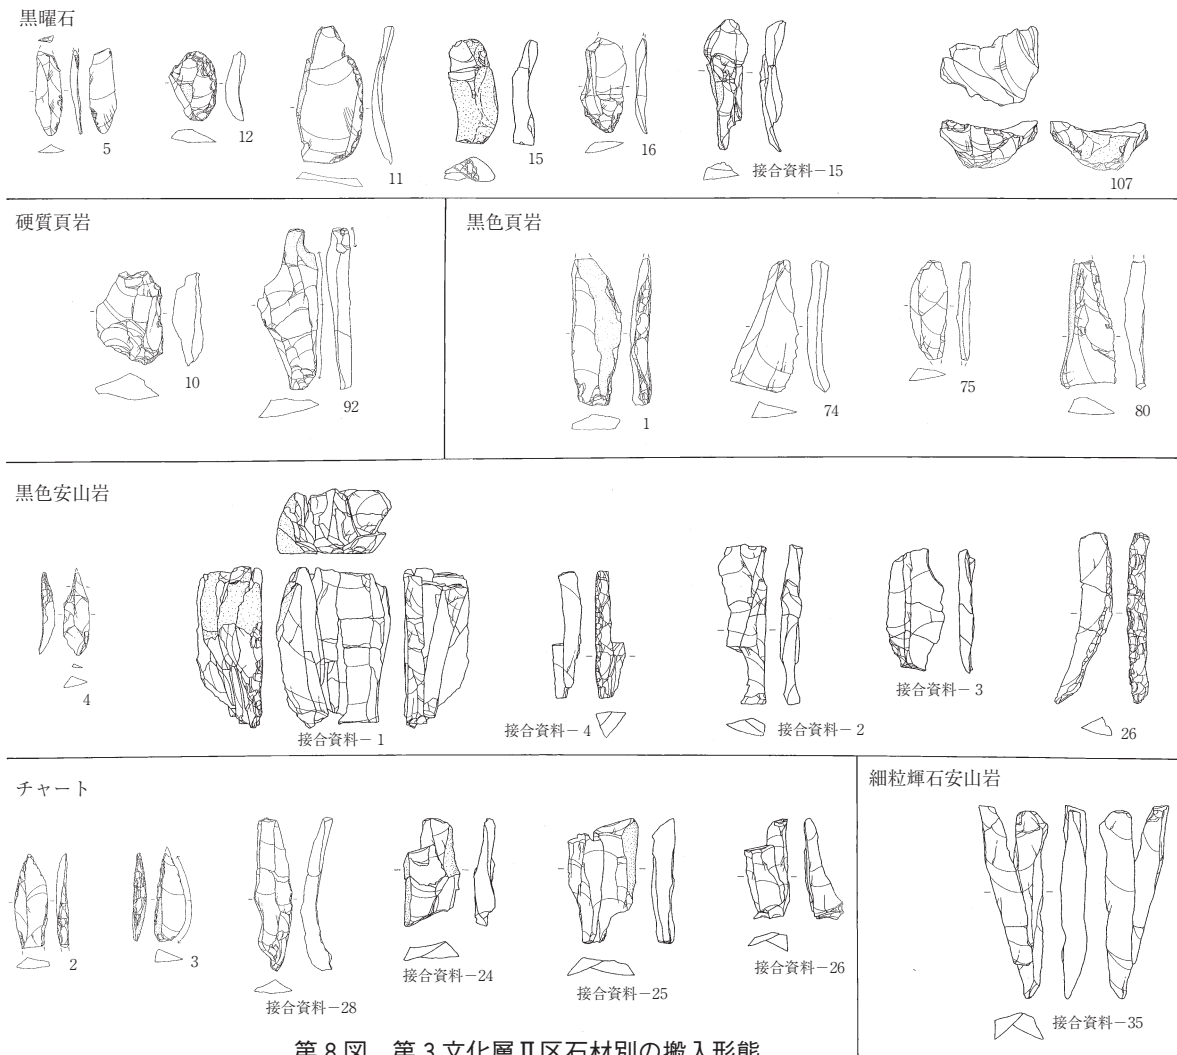 黒曜石
5
12
11
15
16
接合資料－15
107
硬質頁岩
10
92
黒色頁岩
1
74
75
80
黒色安山岩
4
接合資料－1
接合資料－4
接合資料－2
接合資料－3
26
チャート
2
3
接合資料－28
接合資料－24
接合資料－25
接合資料－26
細粒輝石安山岩
接合資料－35
第8図　第3文化層Ⅱ区石材別の搬入形態